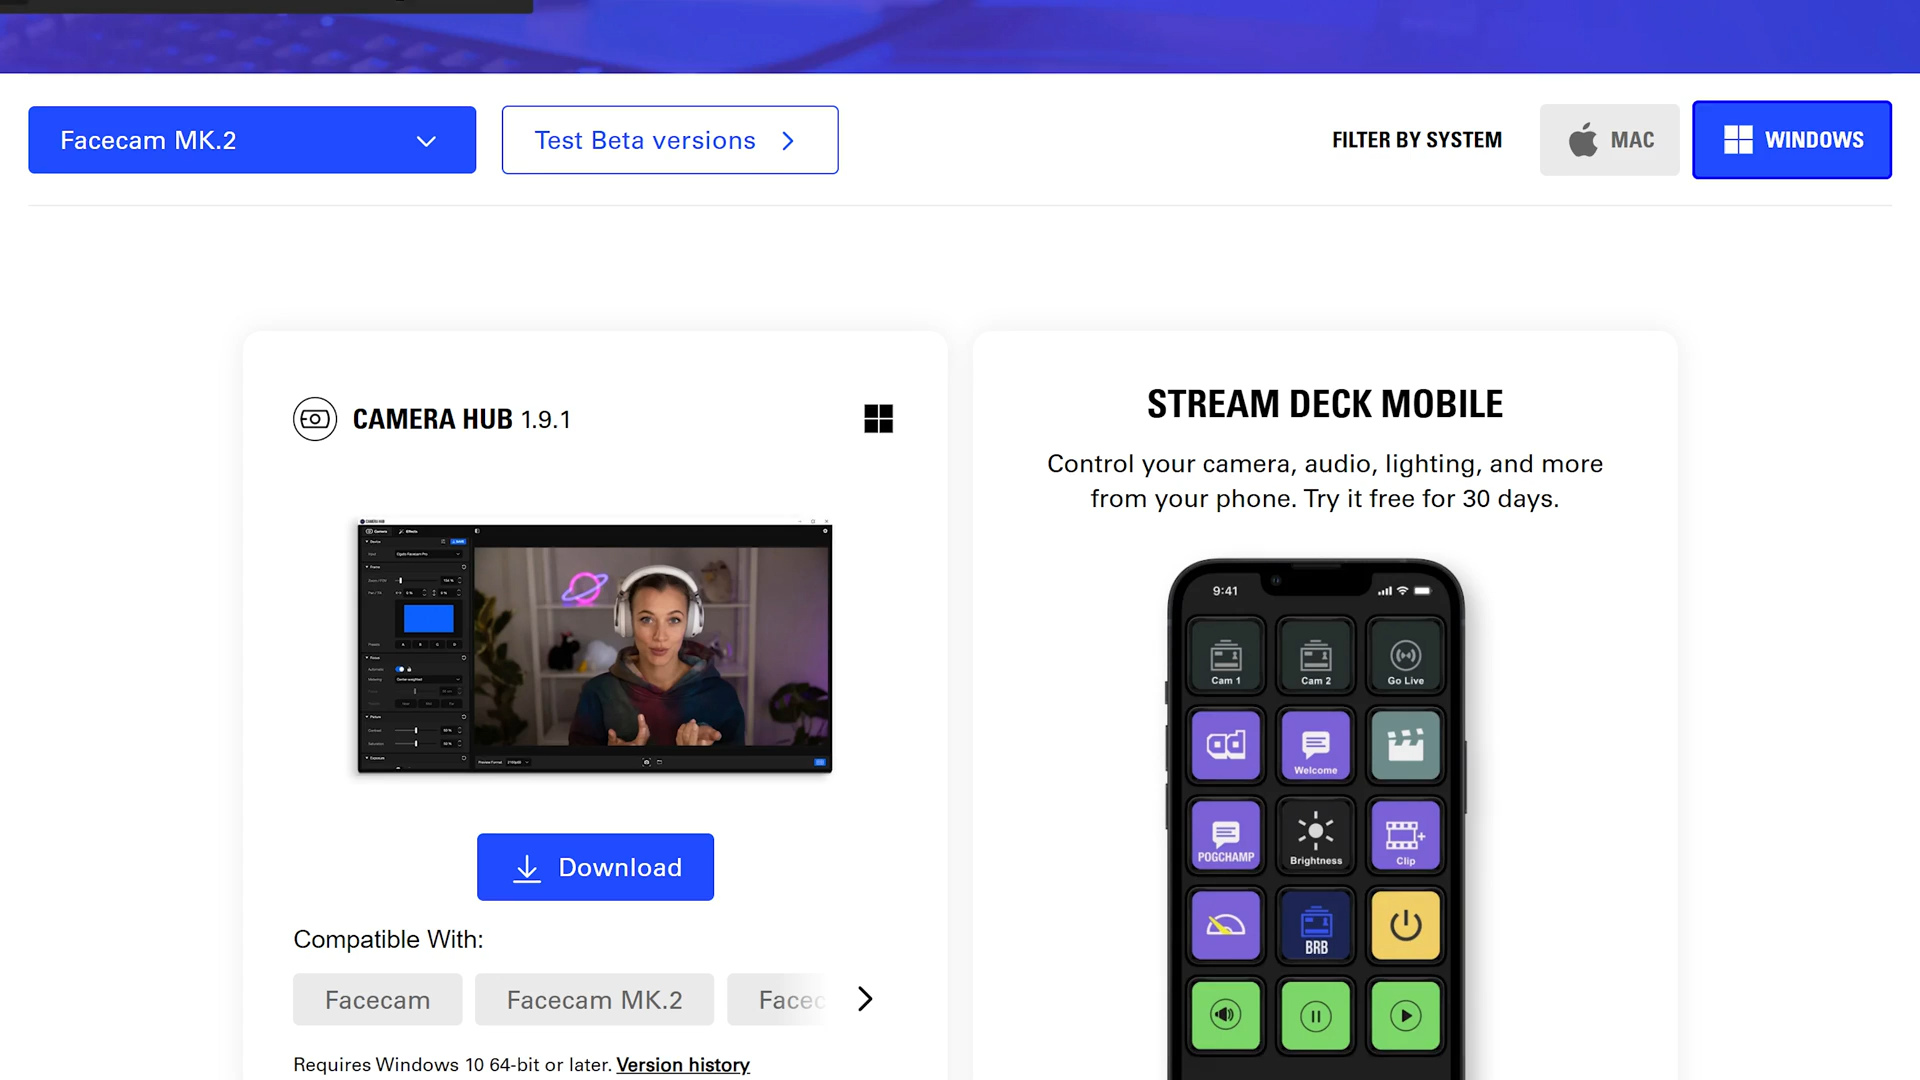 Facecam MK.2
Test Beta versions
FILTER BY SYSTEM
MAC
WINDOWS
CAMERA HUB 1.9.1
Download
Compatible With:
Facecam
Facecam MK.2
Requires Windows 10 64-bit or later. Version history
STREAM DECK MOBILE
Control your camera, audio, lighting, and more
from your phone. Try it free for 30 days.
9:41
Cam 1
Cam 2
Go Live
ad
Welcome
POGCHAMP
Brightness
Clip
BRB